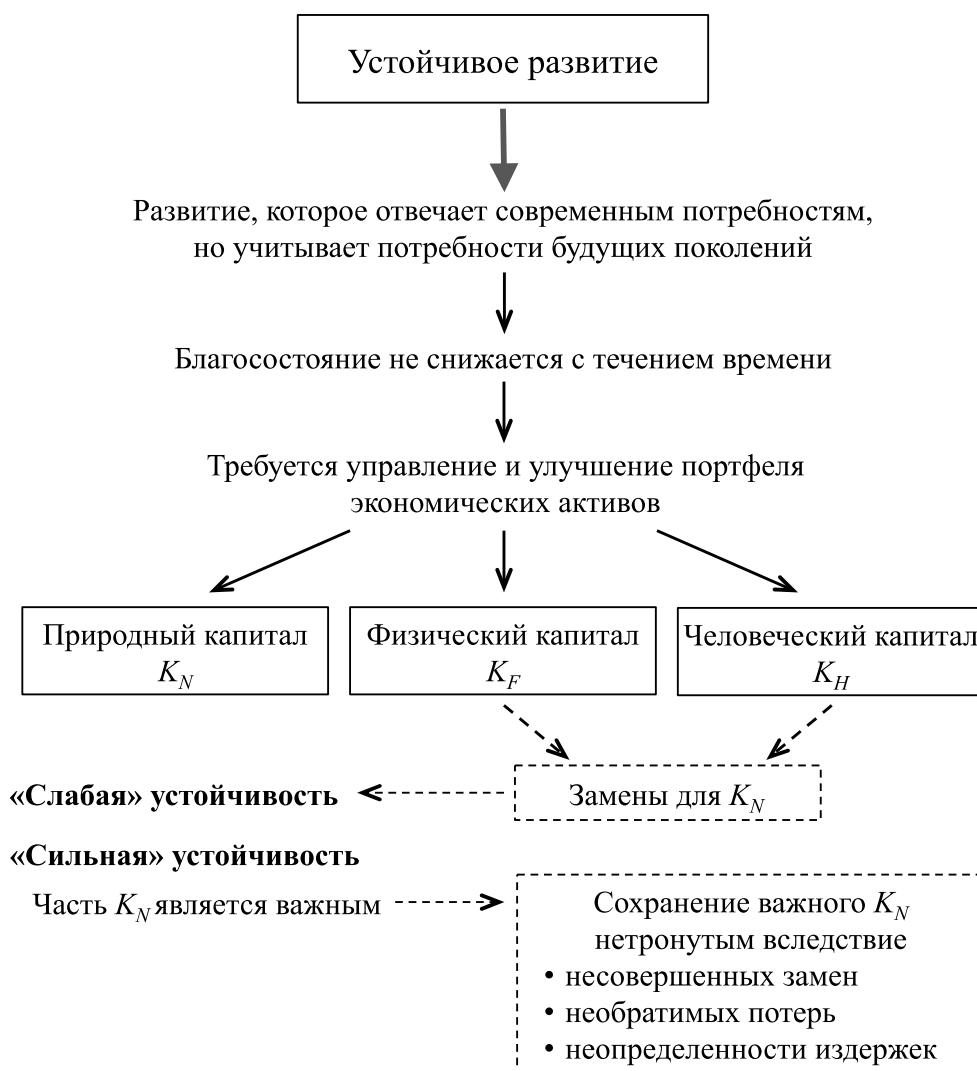 Устойчивое развитие
Развитие, которое отвечает современным потребностям,
но учитывает потребности будущих поколений
Благосостояние не снижается с течением времени
Требуется управление и улучшение портфеля
экономических активов
Природный капитал
K_N
Физический капитал
K_F
Человеческий капитал
K_H
«Слабая» устойчивость
Замены для K_N
«Сильная» устойчивость
Часть K_N является важным
Сохранение важного K_N
нетронутым вследствие
• несовершенных замен
• необратимых потерь
• неопределенности издержек